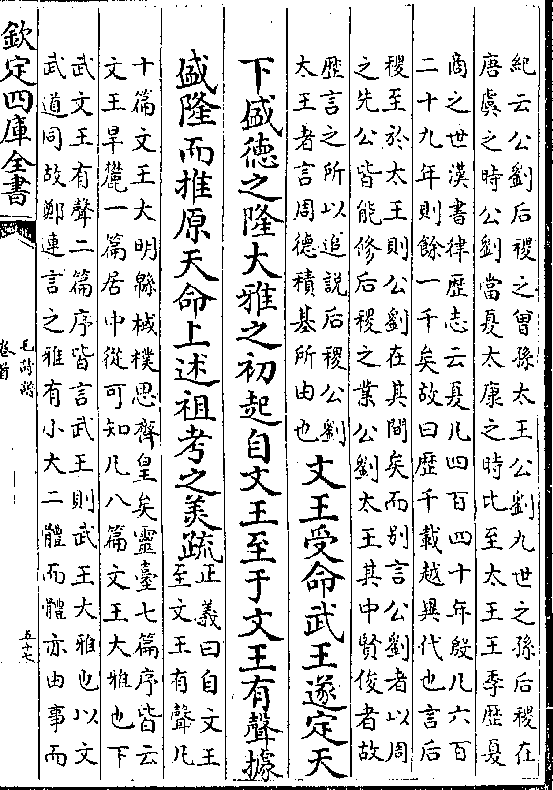 紀云公劉后稷之曾孫太王公劉九世之孫后稷在
唐虞之時公劉當夏太康之時比至太王王季歴夏
商之世漢書律歴志云夏凡四百四十年殷凡六百
二十九年則餘一千矣故曰歴千載越異代也言后
稷至於太王則公劉在其間矣而别言公劉者以周
之先公皆能修后稷之業公劉太王其中賢俊者故
歴言之所以追説后稷公劉
太王者言周德積基所由也
文王受命武王遂定天
下盛德之隆大雅之初起自文王至于文王有聲據
盛隆而推原天命上述祖考之美疏
正義曰自文王
至文王有聲凡
十篇文王大明緜棫樸思齊皇矣靈臺七篇序皆云
文王旱麓一篇居中從可知凡八篇文王大雅也下
武文王有聲二篇序皆言武王則武王大雅也以文
武道同故鄭連言之雅有小大二體而體亦由事而
欽定四庫全書
毛詩譜
卷首
五十七